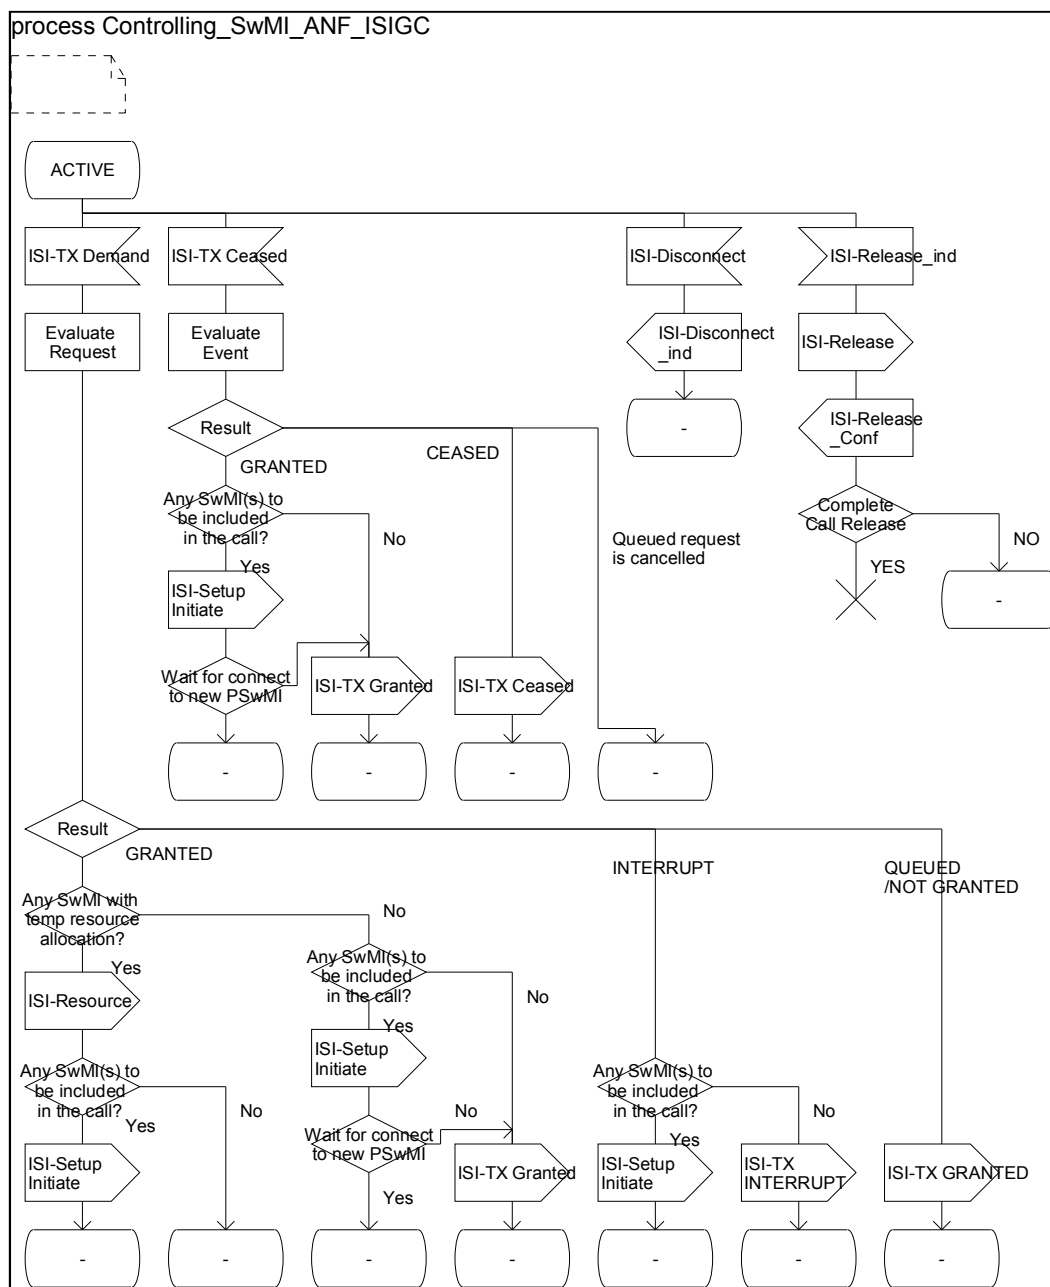 process Controlling_SwMI_ANF_ISIGC
ACTIVE
ISI-TX Demand
ISI-TX Ceased
ISI-Disconnect
ISI-Release_ind
Evaluate
Request
Evaluate
Event
ISI-Disconnect
_ind
ISI-Release
Result
-
ISI-Release
_Conf
GRANTED
CEASED
Any SwMI(s) to
be included
in the call?
No
Queued request
is cancelled
Complete
Call Release
NO
Yes
YES
ISI-Setup
Initiate
-
Wait for connect
to new PSwMI
ISI-TX Granted
ISI-TX Ceased
-
-
-
-
Result
GRANTED
INTERRUPT
QUEUED
/NOT GRANTED
Any SwMI with
temp resource
allocation?
No
Yes
Any SwMI(s) to
be included
in the call?
No
ISI-Resource
Yes
ISI-Setup
Initiate
Any SwMI(s) to
be included
in the call?
No
Yes
Wait for connect
to new PSwMI
No
Any SwMI(s) to
be included
in the call?
No
Yes
ISI-Setup
Initiate
Yes
ISI-TX Granted
ISI-Setup
Initiate
ISI-TX
INTERRUPT
ISI-TX GRANTED
-
-
-
-
-
-
-